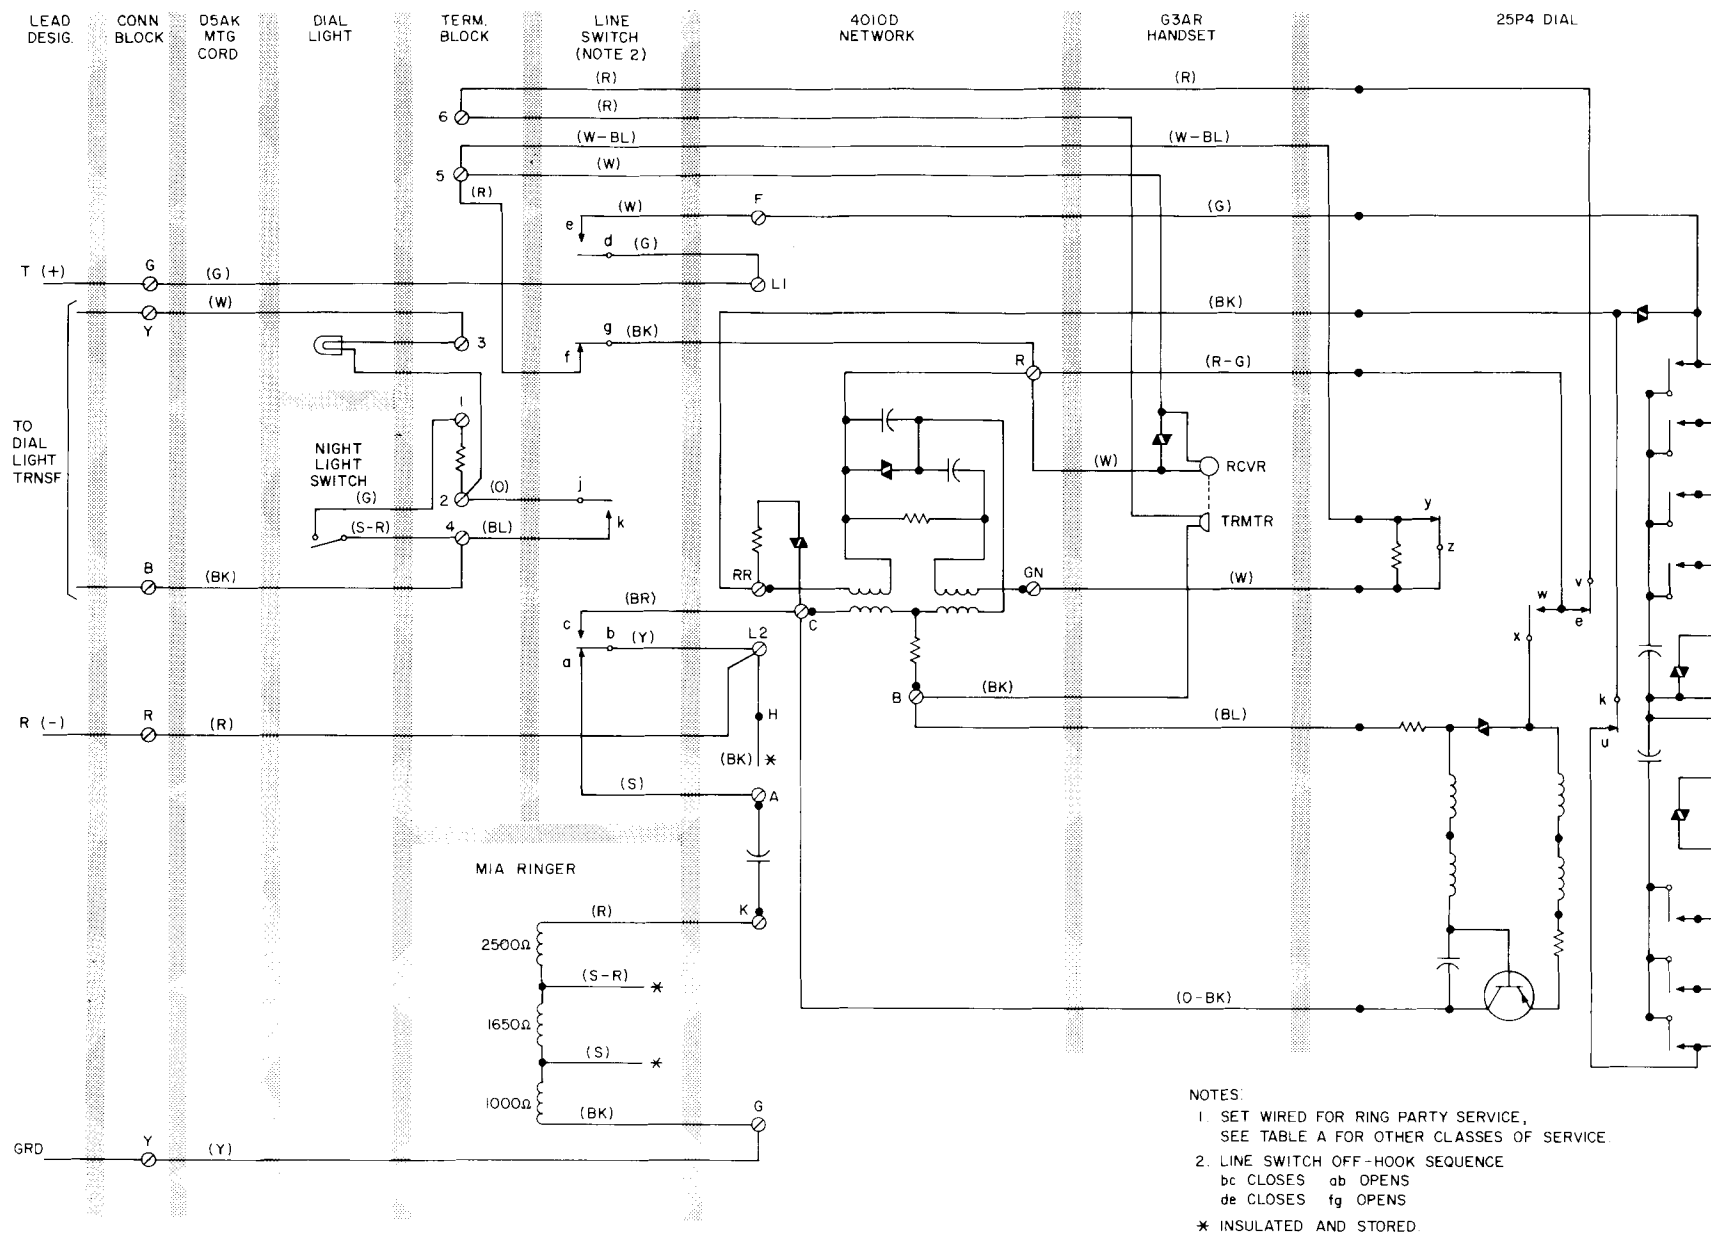 LEAD DESIG.
CONN BLOCK
D5AK MTG CORD
DIAL LIGHT
TERM. BLOCK
LINE SWITCH (NOTE 2)
4010D NETWORK
G3AR HANDSET
25P4 DIAL
(R)
(R)
6
(R)
(W-BL)
(W-BL)
5
(W)
(R)
F
(W)
(G)
e
d
(G)
T (+)
G
(G)
L1
(W)
(BK)
Y
3
g
(BK)
f
R
(R-G)
1
TO DIAL LIGHT TRNSF
NIGHT LIGHT SWITCH
(W)
RCVR
(G)
2
(O)
j
(S-R)
4
(BL)
k
TRMTR
y
z
B
(BK)
RR
GN
(W)
v
w
e
(BR)
c
C
b
(Y)
L2
x
a
B
(BK)
k
R (-)
R
(R)
H
(BL)
u
(BK) *
(S)
A
M1A RINGER
(R)
K
2500Ω
(S-R) *
(O-BK)
1650Ω
(S) *
1000Ω
(BK)
G
GRD
Y
(Y)
NOTES:
1. SET WIRED FOR RING PARTY SERVICE,
SEE TABLE A FOR OTHER CLASSES OF SERVICE.
2. LINE SWITCH OFF-HOOK SEQUENCE
bc CLOSES ab OPENS
de CLOSES fg OPENS
* INSULATED AND STORED.